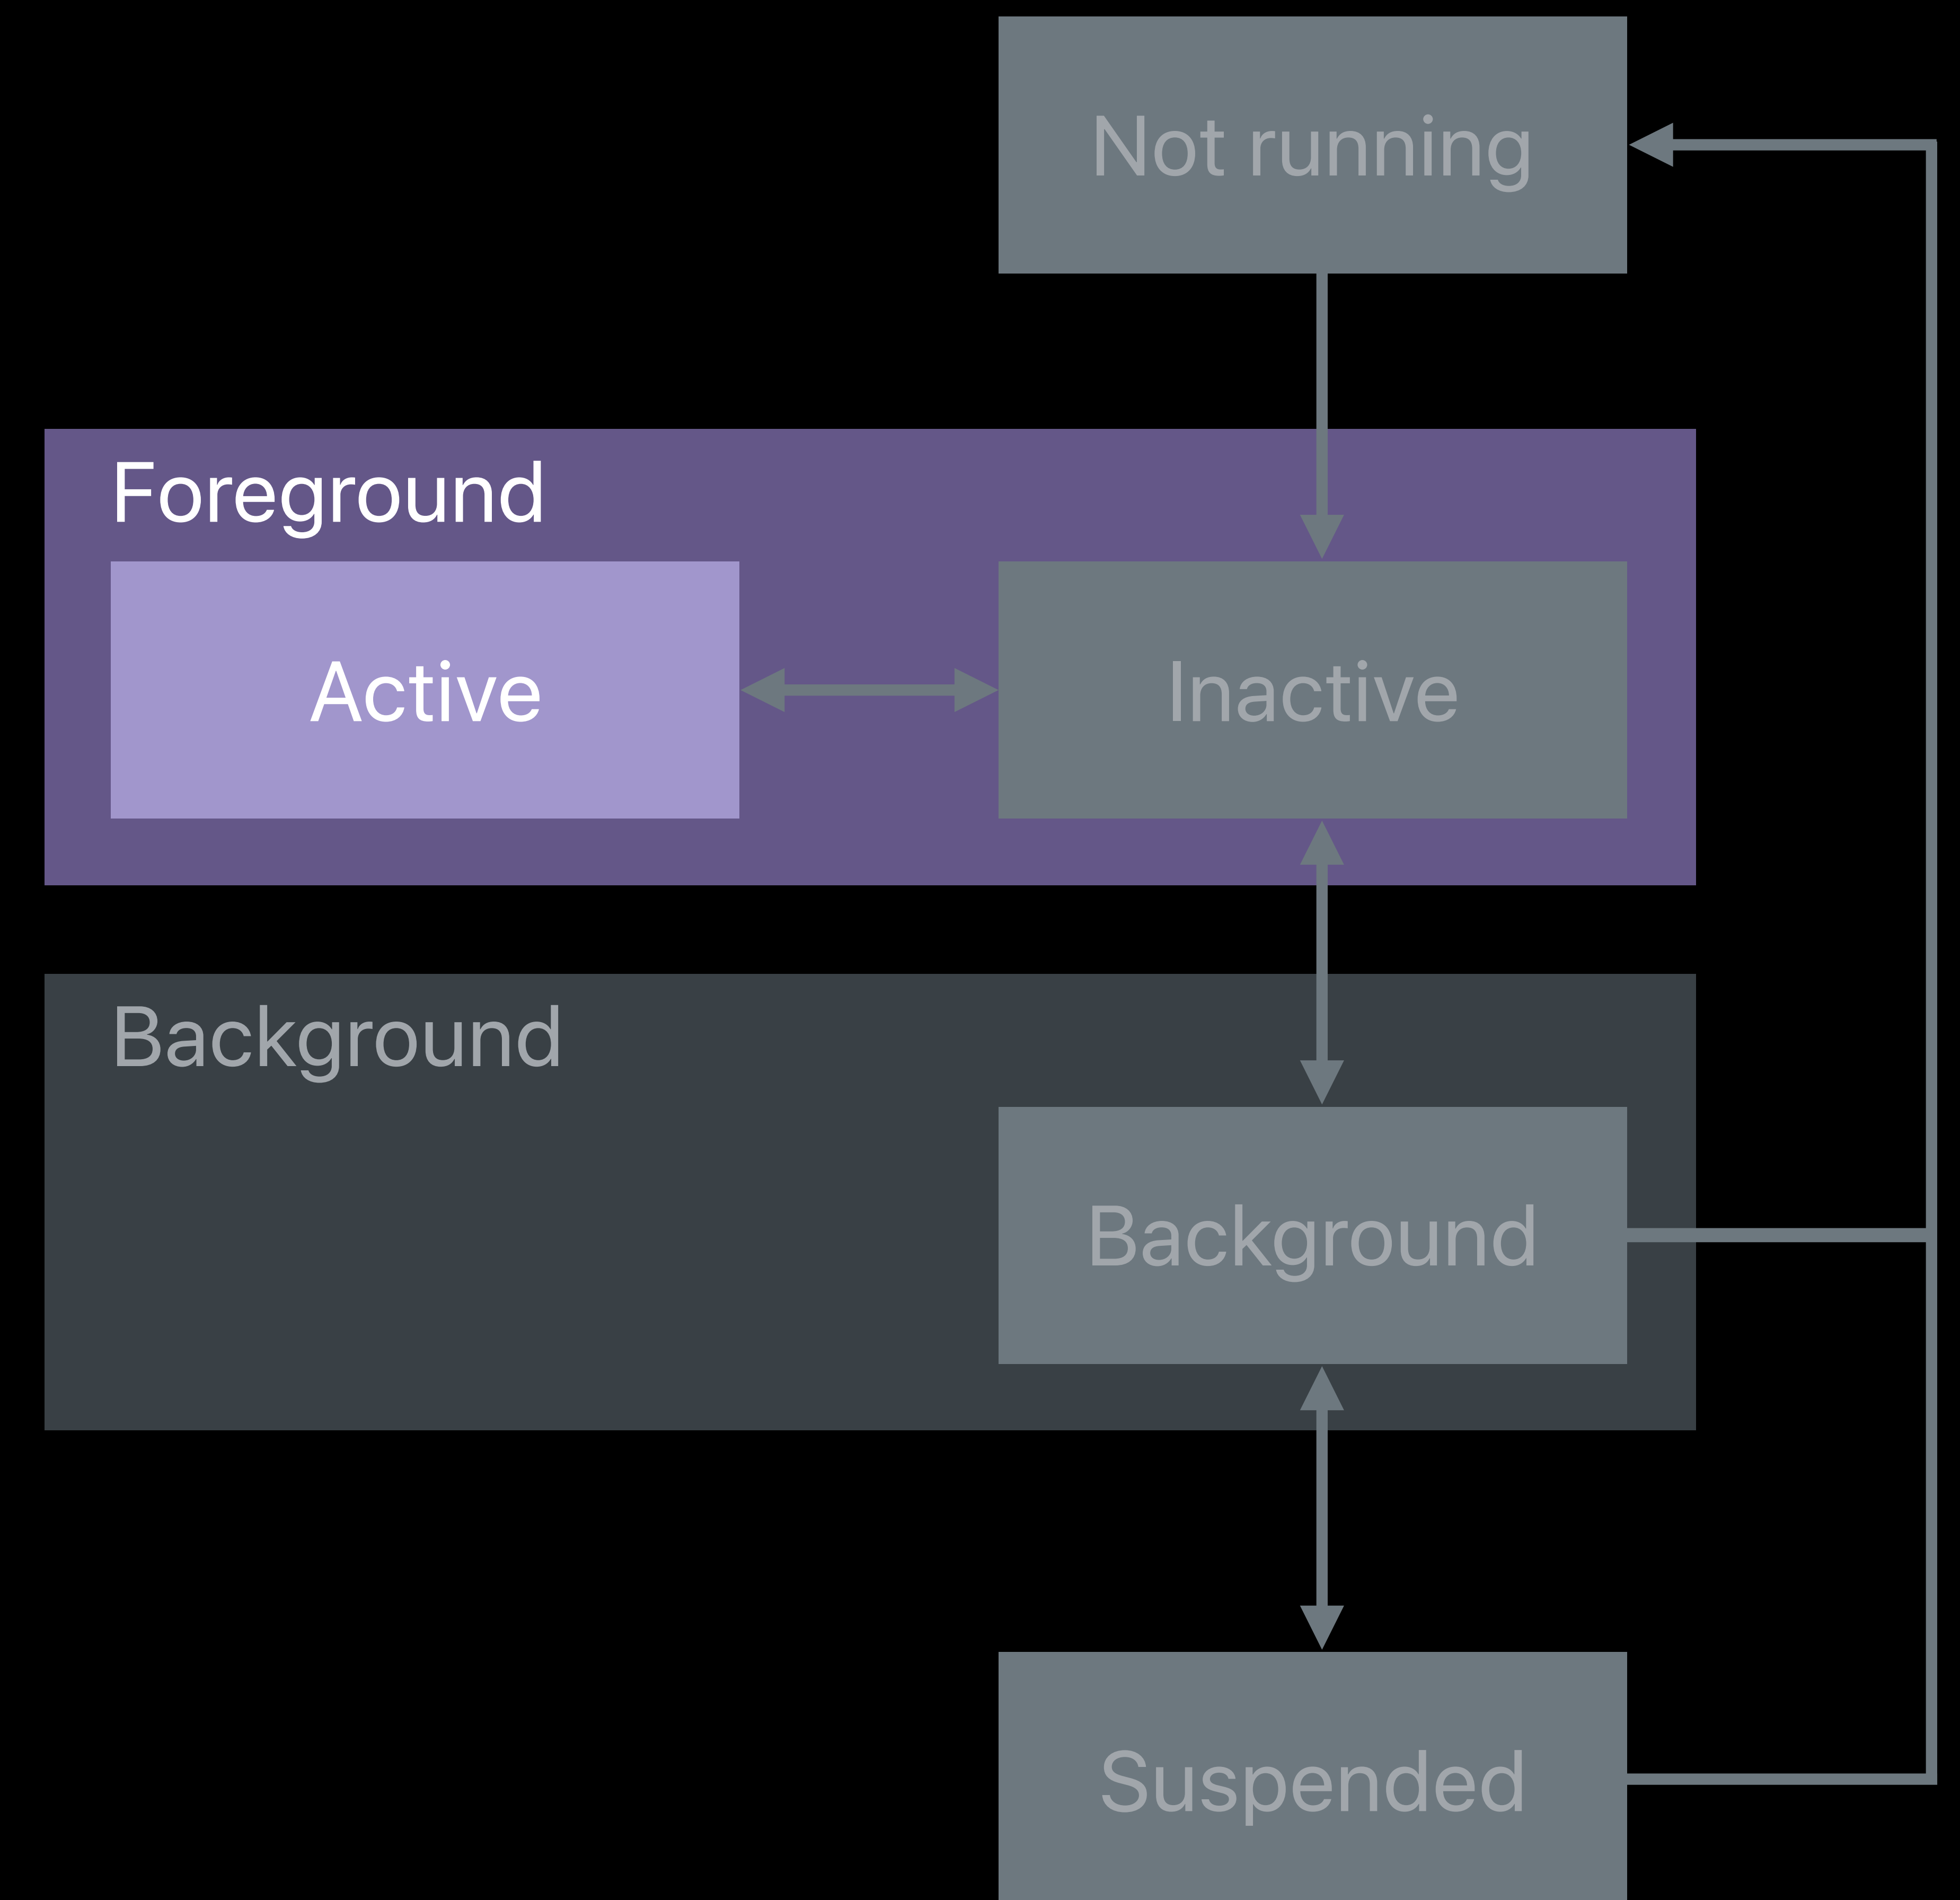 Not running
Foreground
Active
Inactive
Background
Background
Suspended